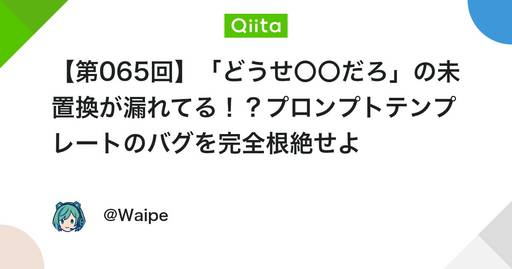 Qiita
【第065回】「どうせ〇〇だろ」の未
置換が漏れてる！？プロンプトテンプ
レートのバグを完全根絶せよ
@Waipe